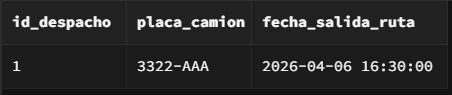 id_despacho placa_camion fecha_salida_ruta
1 3322-AAA 2026-04-06 16:30:00